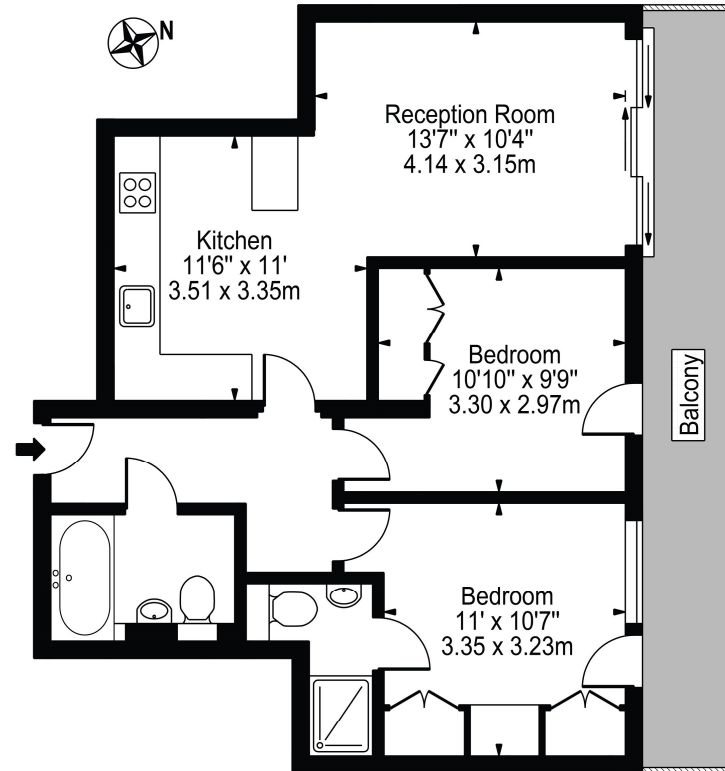 N
Reception Room
13'7" x 10'4"
4.14 x 3.15m
Kitchen
11'6" x 11'
3.51 x 3.35m
Bedroom
10'10" x 9'9"
3.30 x 2.97m
Balcony
Bedroom
11' x 10'7"
3.35 x 3.23m